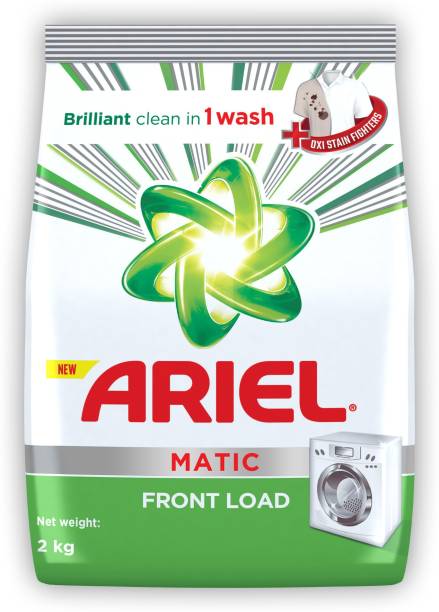 Brilliant clean in 1 wash
+ OXI STAIN FIGHTERS
NEW
ARIEL®
MATIC
FRONT LOAD
Net weight:
2 kg